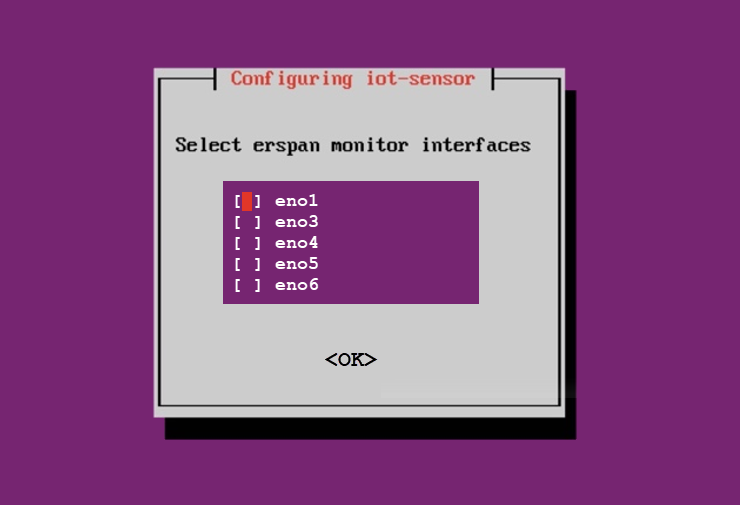 Configuring iot-sensor
Select erspan monitor interfaces
[ ] eno1
[ ] eno3
[ ] eno4
[ ] eno5
[ ] eno6
<OK>